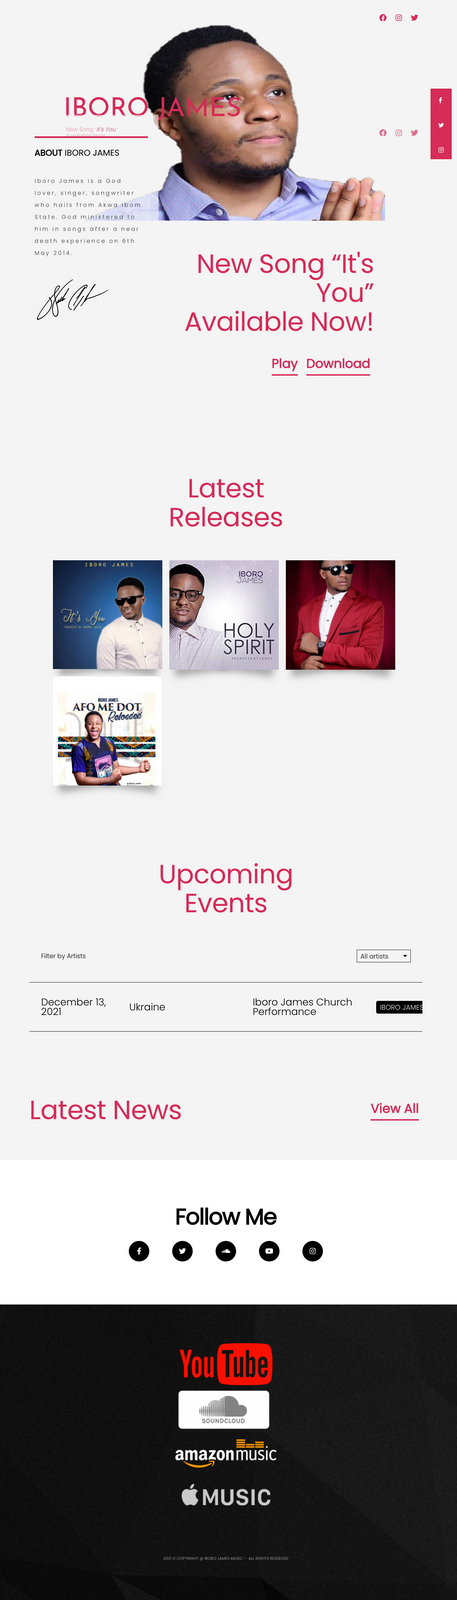 IBORO JAMES
New Song It's You
ABOUT IBORO JAMES
Iboro James is a God
lover, singer, songwriter
who hails from Akwa Ibom
State. God ministered to
him in songs after a near
death experience on 6th
May 2014.
New Song “It's
You”
Available Now!
Play Download
Latest
Releases
IBORO JAMES
It's You
IBORO
JAMES
HOLY
SPIRIT
IBORO JAMES
AFO ME DOT
Reloaded
Upcoming
Events
Filter by Artists
All artists
December 13,
2021
Ukraine
Iboro James Church
Performance
IBORO JAMES
Latest News
View All
Follow Me
YouTube
SOUNDCLOUD
amazon music
MUSIC
2021 © COPYRIGHT @ IBORO JAMES MUSIC - ALL RIGHTS RESERVED